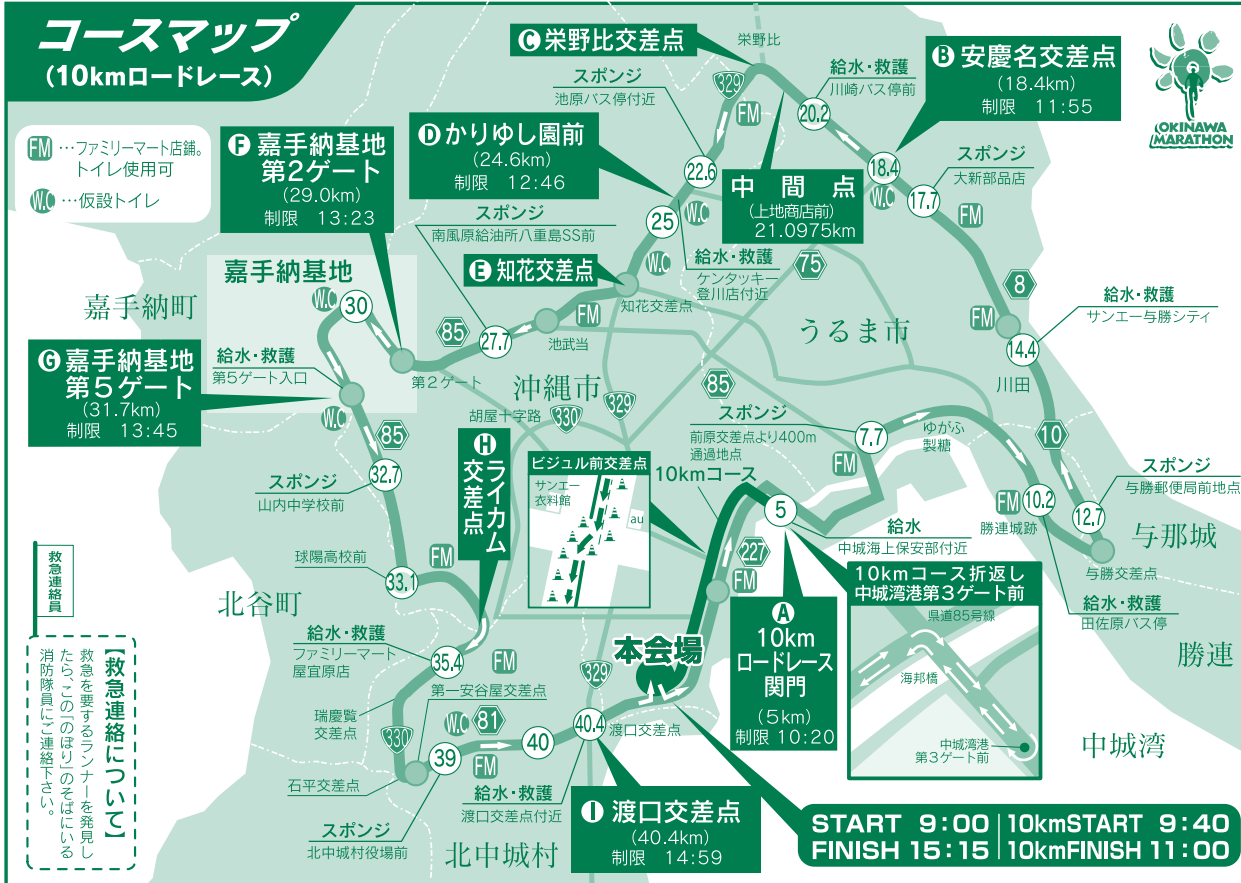 コースマップ
(10kmロードレース)
FM …ファミリーマート店舗。
トイレ使用可
W.C …仮設トイレ
OKINAWA
MARATHON
C 栄野比交差点
栄野比
329
FM
給水・救護
川崎バス停前
20.2
B 安慶名交差点
(18.4km)
制限 11:55
18.4
W.C
スポンジ
大新部品店
17.7
FM
スポンジ
池原バス停付近
22.6
中間点
(上地商店前)
21.0975km
D かりゆし園前
(24.6km)
制限 12:46
W.C
25
給水・救護
ケンタッキー
登川店付近
75
F 嘉手納基地
第2ゲート
(29.0km)
制限 13:23
スポンジ
南風原給油所八重島SS前
27.7
E 知花交差点
W.C
知花交差点
FM
池武当
85
第2ゲート
嘉手納基地
W.C
30
嘉手納町
給水・救護
第5ゲート入口
W.C
G 嘉手納基地
第5ゲート
(31.7km)
制限 13:45
85
32.7
スポンジ
山内中学校前
うるま市
8
FM
給水・救護
サンエー与勝シティ
14.4
川田
沖縄市
胡屋十字路
330
329
85
10
スポンジ
前原交差点より400m
通過地点
7.7
FM
ゆがふ
製糖
スポンジ
与勝郵便局前地点
12.7
与那城
FM
10.2
勝連城跡
与勝交差点
給水・救護
田佐原バス停
勝連
H ライカム
交差点
ビジュル前交差点
サンエー
衣料館
au
10kmコース
5
給水
中城海上保安部付近
227
FM
A
10km
ロードレース
関門
(5km)
制限 10:20
10kmコース折返し
中城湾港第3ゲート前
県道85号線
海邦橋
中城湾港
第3ゲート前
中城湾
本会場
球陽高校前
33.1
FM
北谷町
給水・救護
ファミリーマート
屋宜原店
35.4
FM
第一安谷屋交差点
瑞慶覧
交差点
330
石平交差点
W.C
81
39
40
FM
スポンジ
北中城村役場前
329
40.4
渡口交差点
給水・救護
渡口交差点付近
I 渡口交差点
(40.4km)
制限 14:59
北中城村
救急連絡員
【救急連絡について】
救急を要するランナーを発見し
たら、この「のぼり」のそばにいる
消防隊員にご連絡下さい。
START 9:00 10kmSTART 9:40
FINISH 15:15 10kmFINISH 11:00